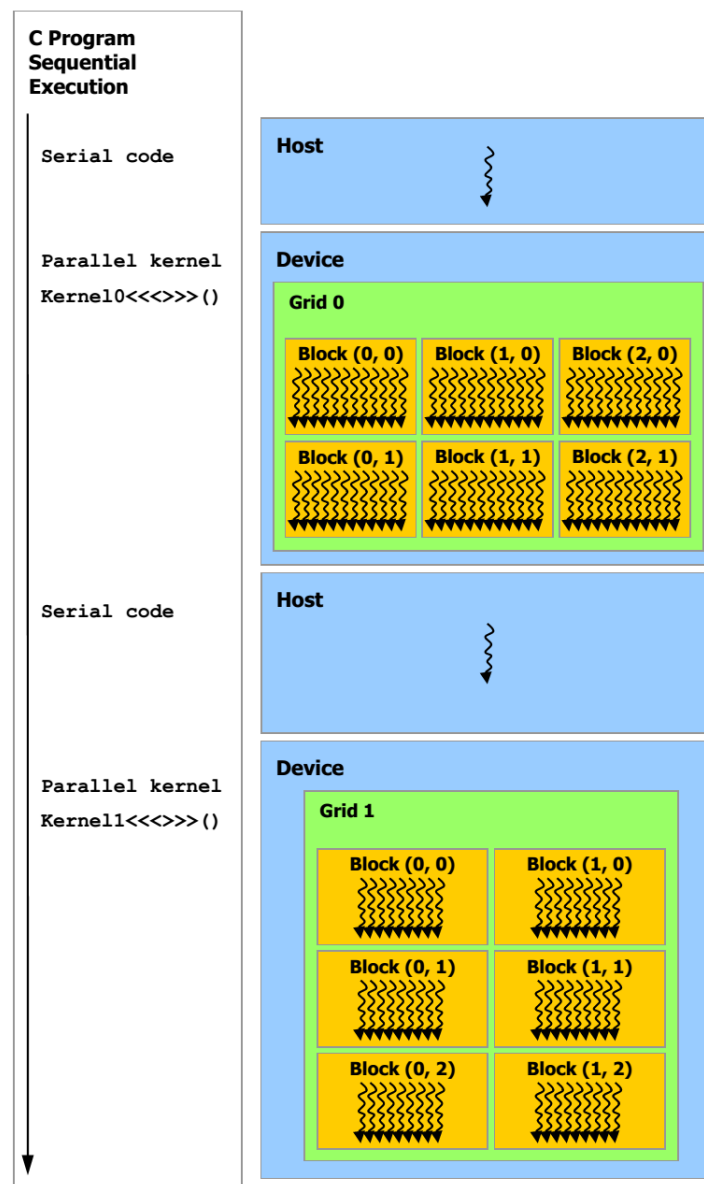 C Program
Sequential
Execution
Serial code
Host
Parallel kernel
Kernel0<<<>>>()
Device
Grid 0
Block (0, 0) Block (1, 0) Block (2, 0)
Block (0, 1) Block (1, 1) Block (2, 1)
Serial code
Host
Parallel kernel
Kernel1<<<>>>()
Device
Grid 1
Block (0, 0) Block (1, 0)
Block (0, 1) Block (1, 1)
Block (0, 2) Block (1, 2)